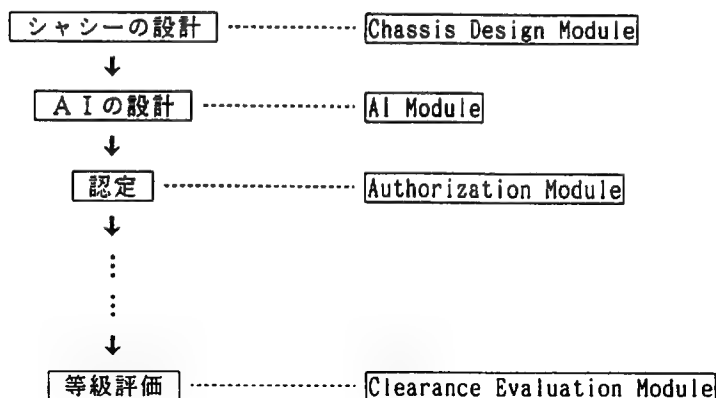 シャシーの設計 Chassis Design Module
ＡＩの設計 AI Module
認定 Authorization Module
等級評価 Clearance Evaluation Module